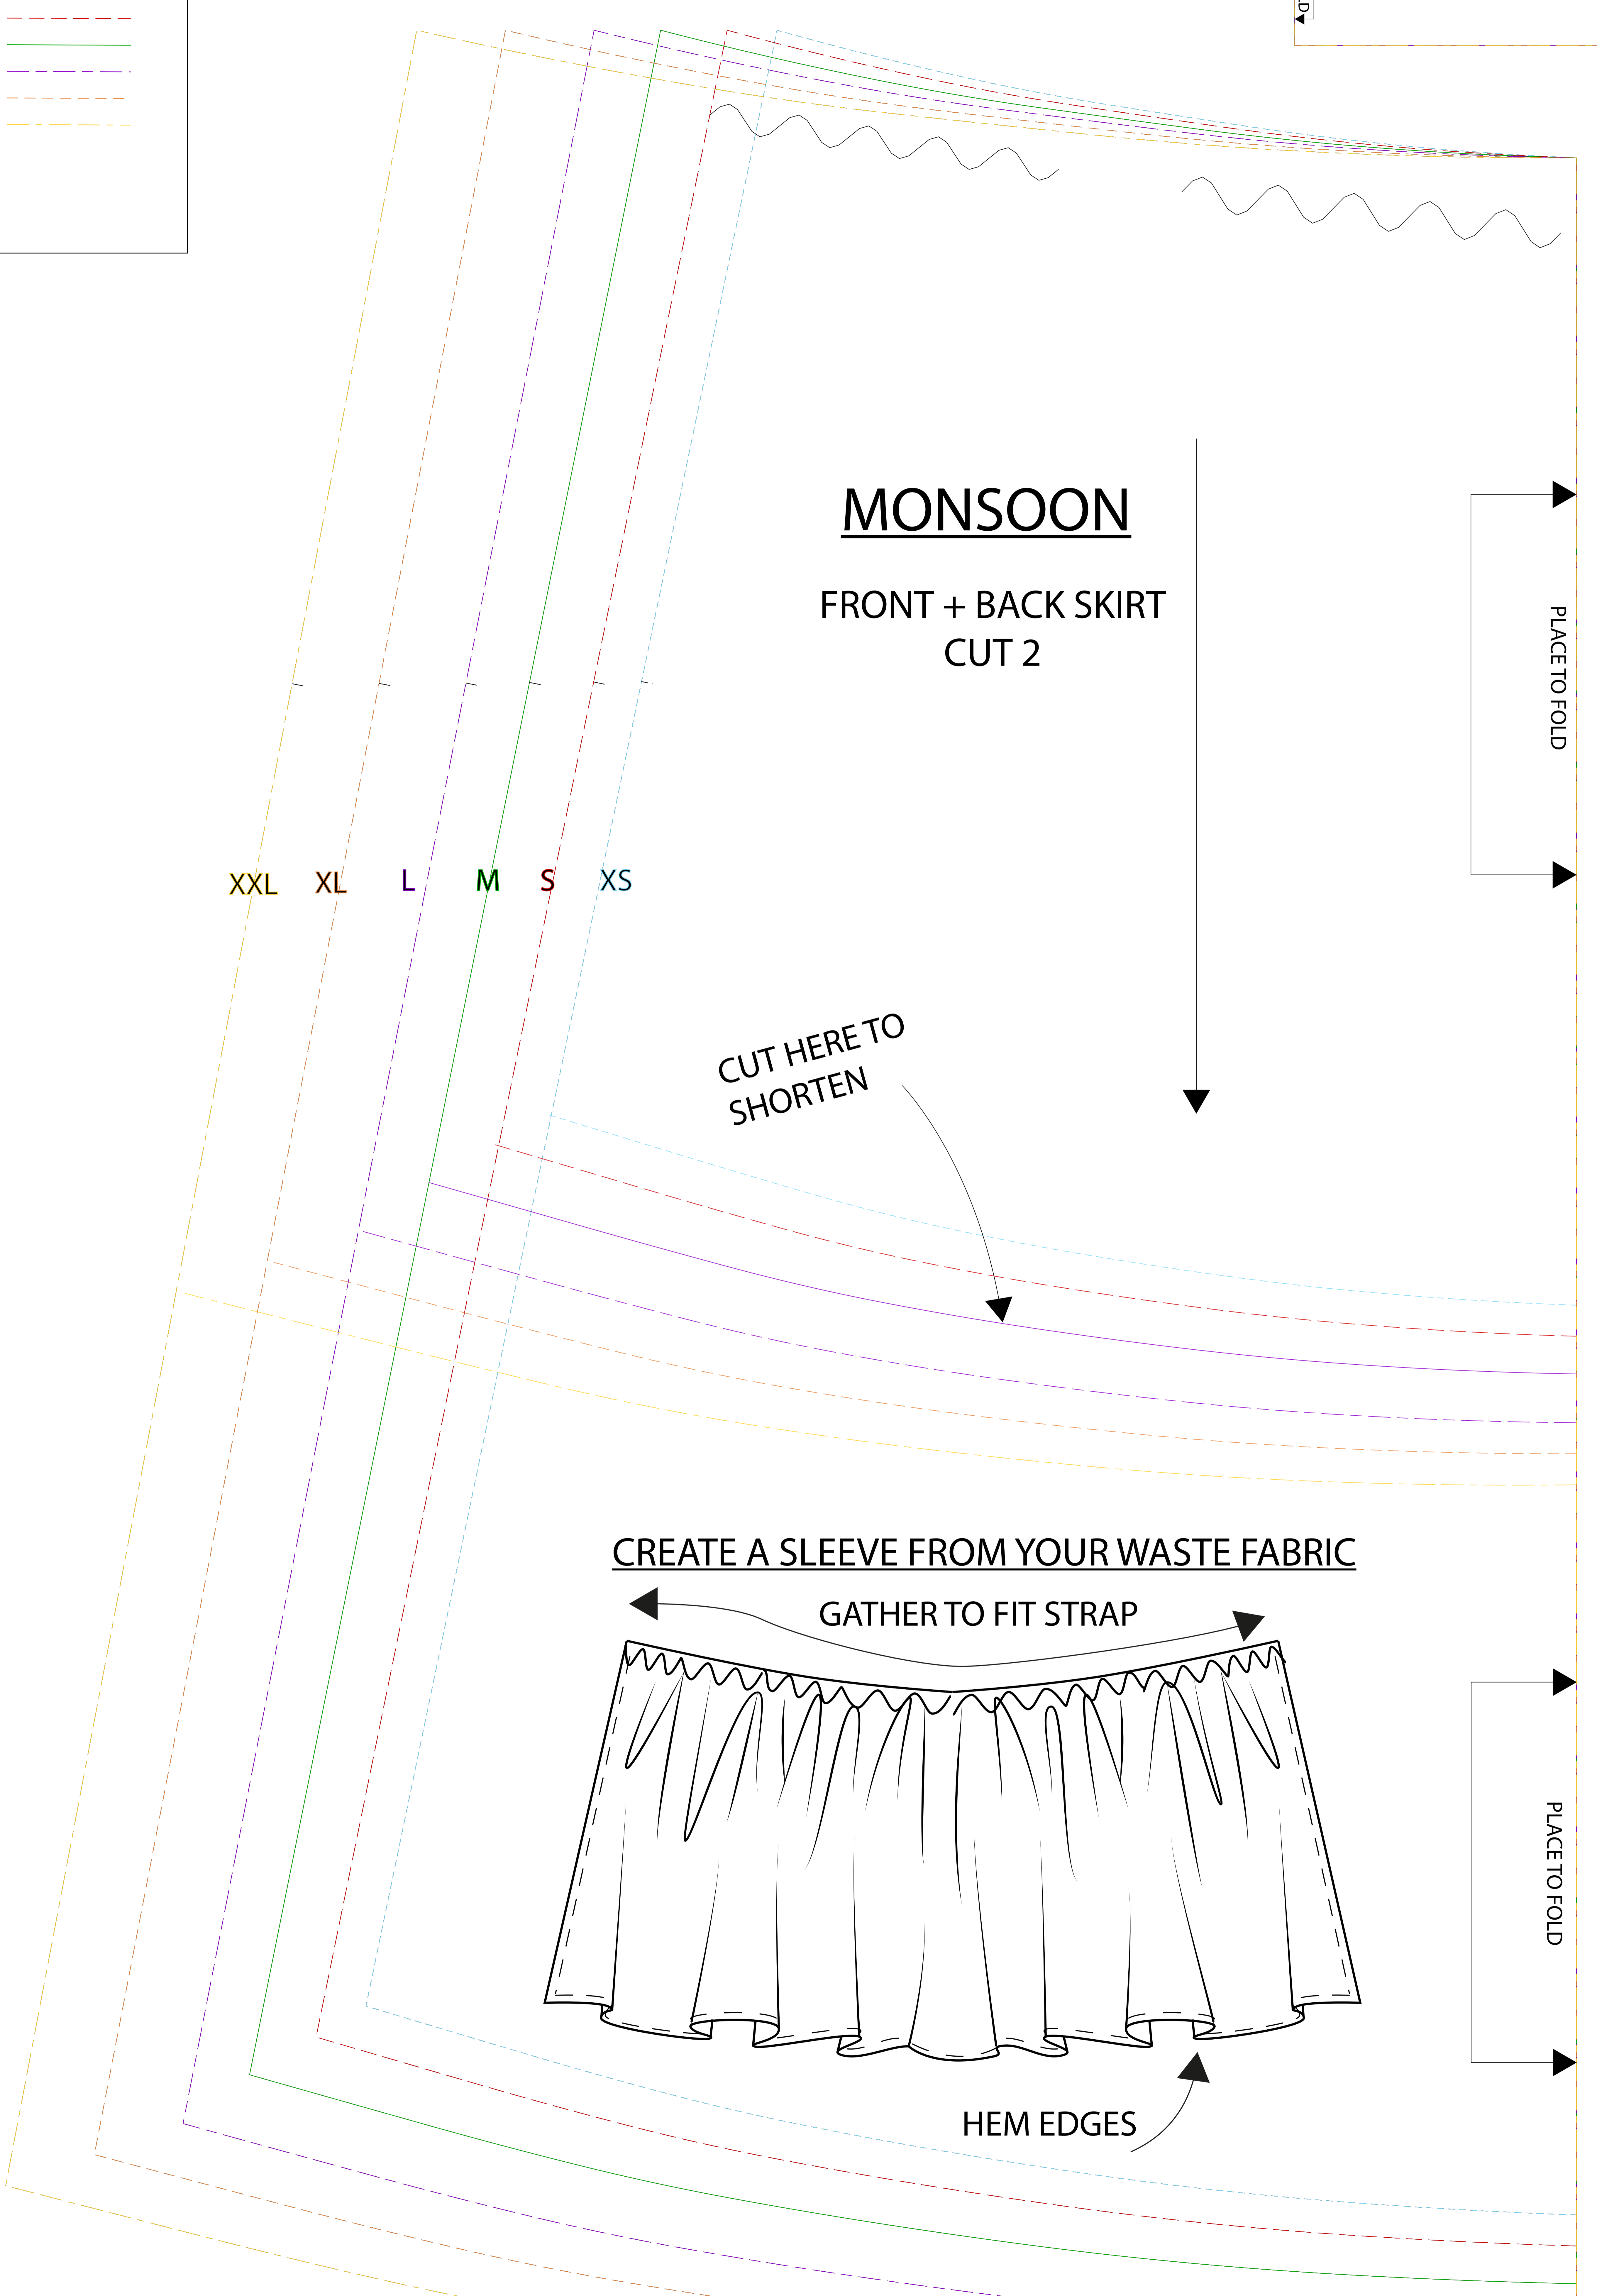 MONSOON
FRONT + BACK SKIRT
CUT 2
PLACE TO FOLD
XXL XL L M S XS
CUT HERE TO
SHORTEN
CREATE A SLEEVE FROM YOUR WASTE FABRIC
GATHER TO FIT STRAP
PLACE TO FOLD
HEM EDGES